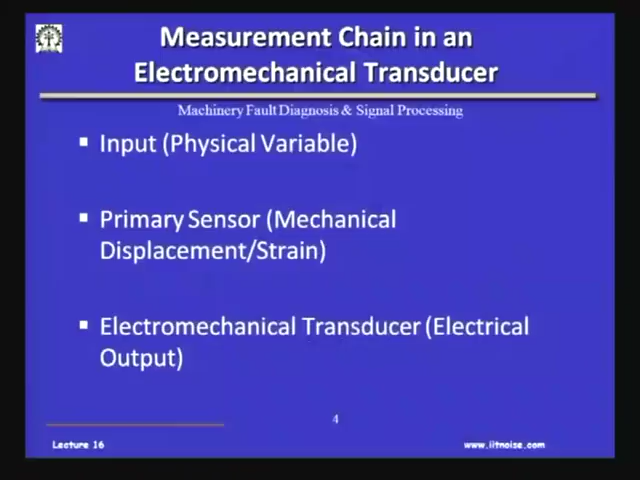 Measurement Chain in an
Electromechanical Transducer
Machinery Fault Diagnosis & Signal Processing
▪ Input (Physical Variable)
▪ Primary Sensor (Mechanical
Displacement/Strain)
▪ Electromechanical Transducer (Electrical
Output)
4
Lecture 16
www.iitnoise.com